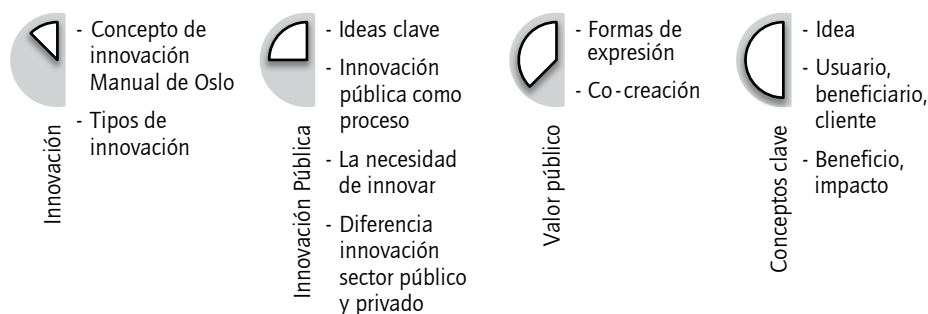 Innovación
- Concepto de
innovación
Manual de Oslo
- Tipos de
innovación
Innovación Pública
- Ideas clave
- Innovación
pública como
proceso
- La necesidad
de innovar
- Diferencia
innovación
sector público
y privado
Valor público
- Formas de
expresión
- Co-creación
Conceptos clave
- Idea
- Usuario,
beneficiario,
cliente
- Beneficio,
impacto